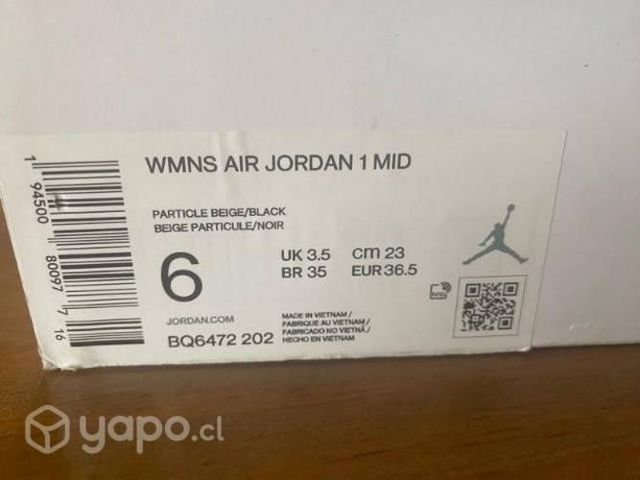 WMNS AIR JORDAN 1 MID
PARTICLE BEIGE/BLACK
BEIGE PARTICULE/NOIR
6
UK 3.5 cm 23
BR 35 EUR 36.5
JORDAN.COM
BQ6472 202
MADE IN VIETNAM /
FABRIQUE AU VIETNAM /
FABRICADO NO VIETNÃ /
HECHO EN VIETNAM
1 94500 80097 7 16
yapo.cl